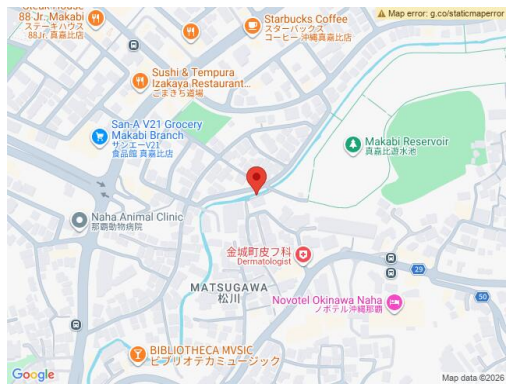 Steak House
88 Jr. Makabi
ステーキハウス
88Jr. 真嘉比店
Starbucks Coffee
スターバックス
コーヒー 沖縄真嘉比店
Map error: g.co/staticmaperror
Sushi & Tempura
Izakaya Restaurant...
ごまきち道場
San-A V21 Grocery
Makabi Branch
サンエーV21
食品館 真嘉比店
Makabi Reservoir
真嘉比遊水池
Naha Animal Clinic
那覇動物病院
金城町皮フ科
Dermatologist
29
MATSUGAWA
松川
Novotel Okinawa Naha
ノボテル沖縄那覇
50
BIBLIOTHECA MVSIC
ビブリオテカミュージック
Google
Map data ©2026